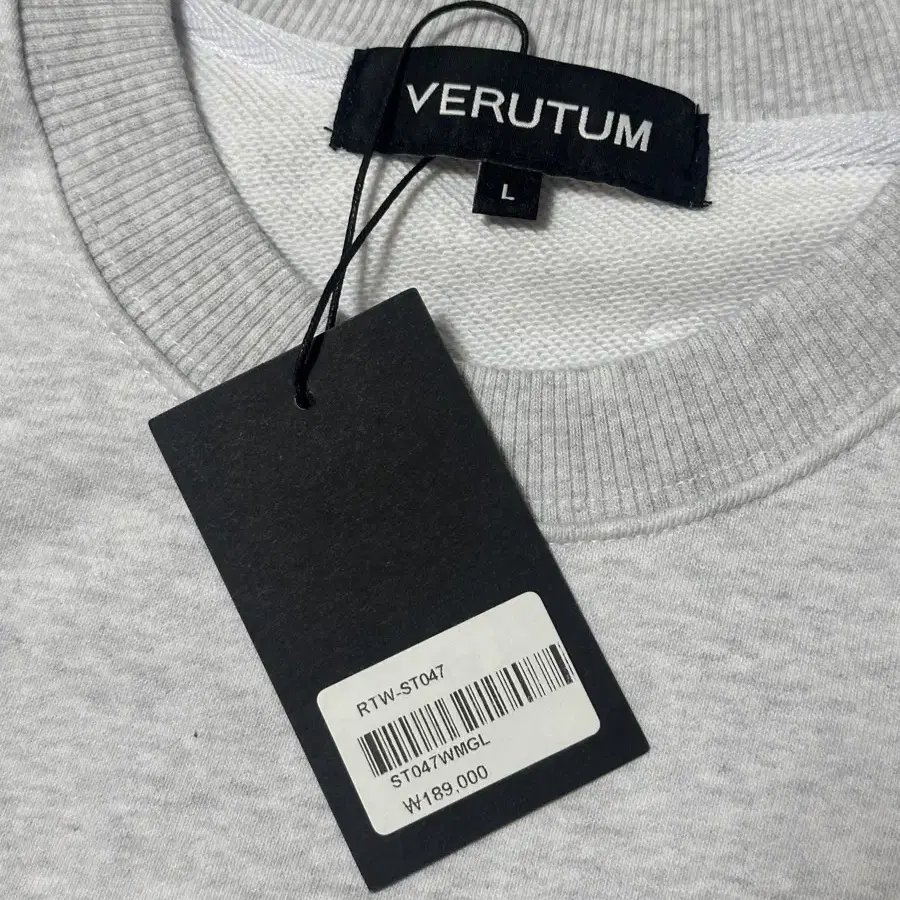 VERUTUM
L
RTW-ST047
ST047WMGL
₩189,000